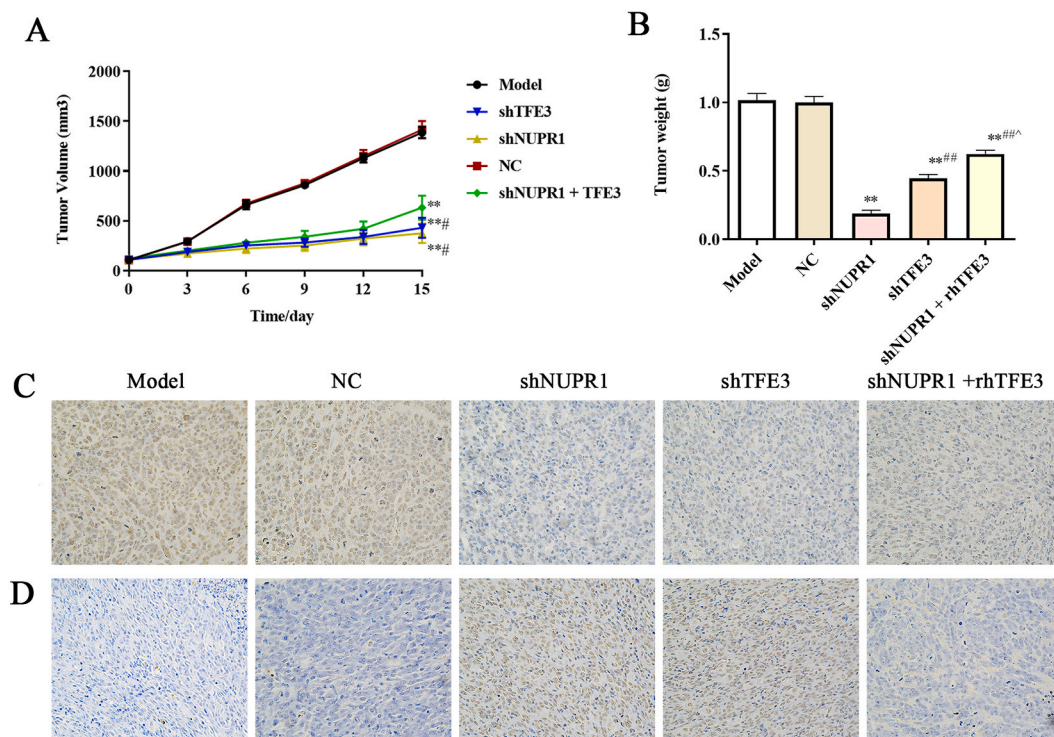 A
Tumor Volume (mm3)
2000
1500
1000
500
0
0 3 6 9 12 15
Time/day
**
**#
**#
Model
shTFE3
shNUPR1
NC
shNUPR1 + TFE3
B
Tumor weight (g)
1.5
1.0
0.5
0.0
**
**##
**##^
Model
NC
shNUPR1
shTFE3
shNUPR1 + rhTFE3
C
Model NC shNUPR1 shTFE3 shNUPR1 +rhTFE3
D